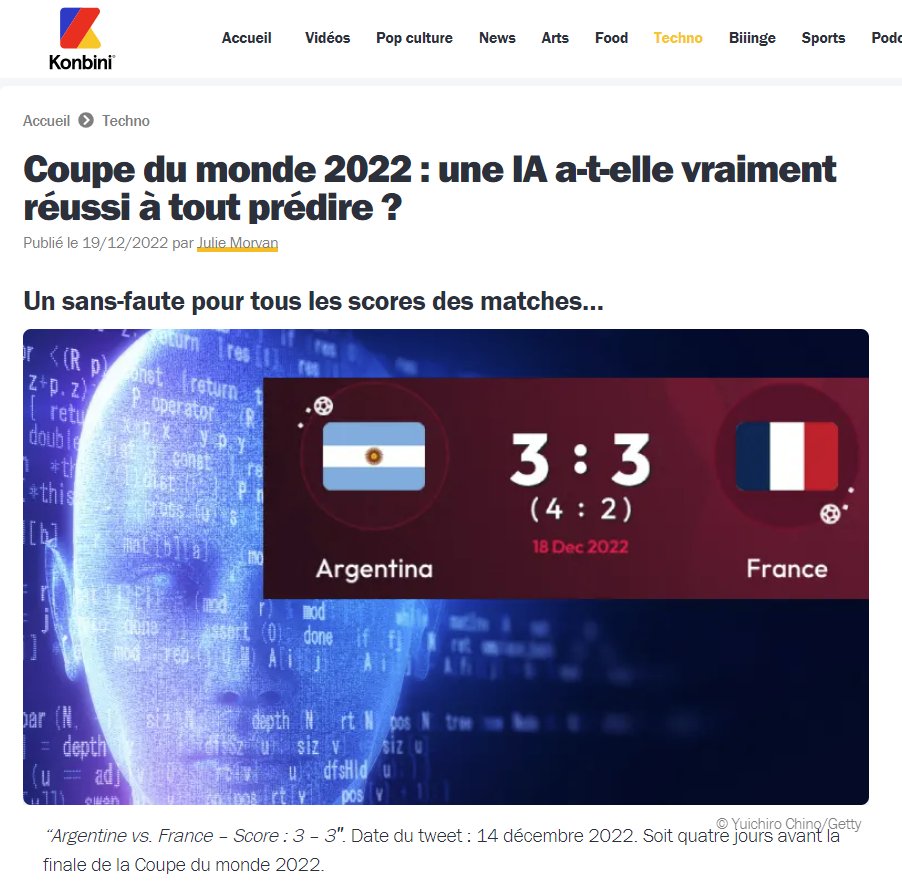 Konbini
Accueil Vidéos Pop culture News Arts Food Techno Biiinge Sports
Accueil Techno
Coupe du monde 2022 : une IA a-t-elle vraiment
réussi à tout prédire ?
Publié le 19/12/2022 par Julie Morvan
Un sans-faute pour tous les scores des matches…
3 : 3
(4 : 2)
18 Dec 2022
Argentina France
© Yuichiro Chino/Getty
“Argentine vs. France – Score : 3 – 3″. Date du tweet : 14 décembre 2022. Soit quatre jours avant la
finale de la Coupe du monde 2022.